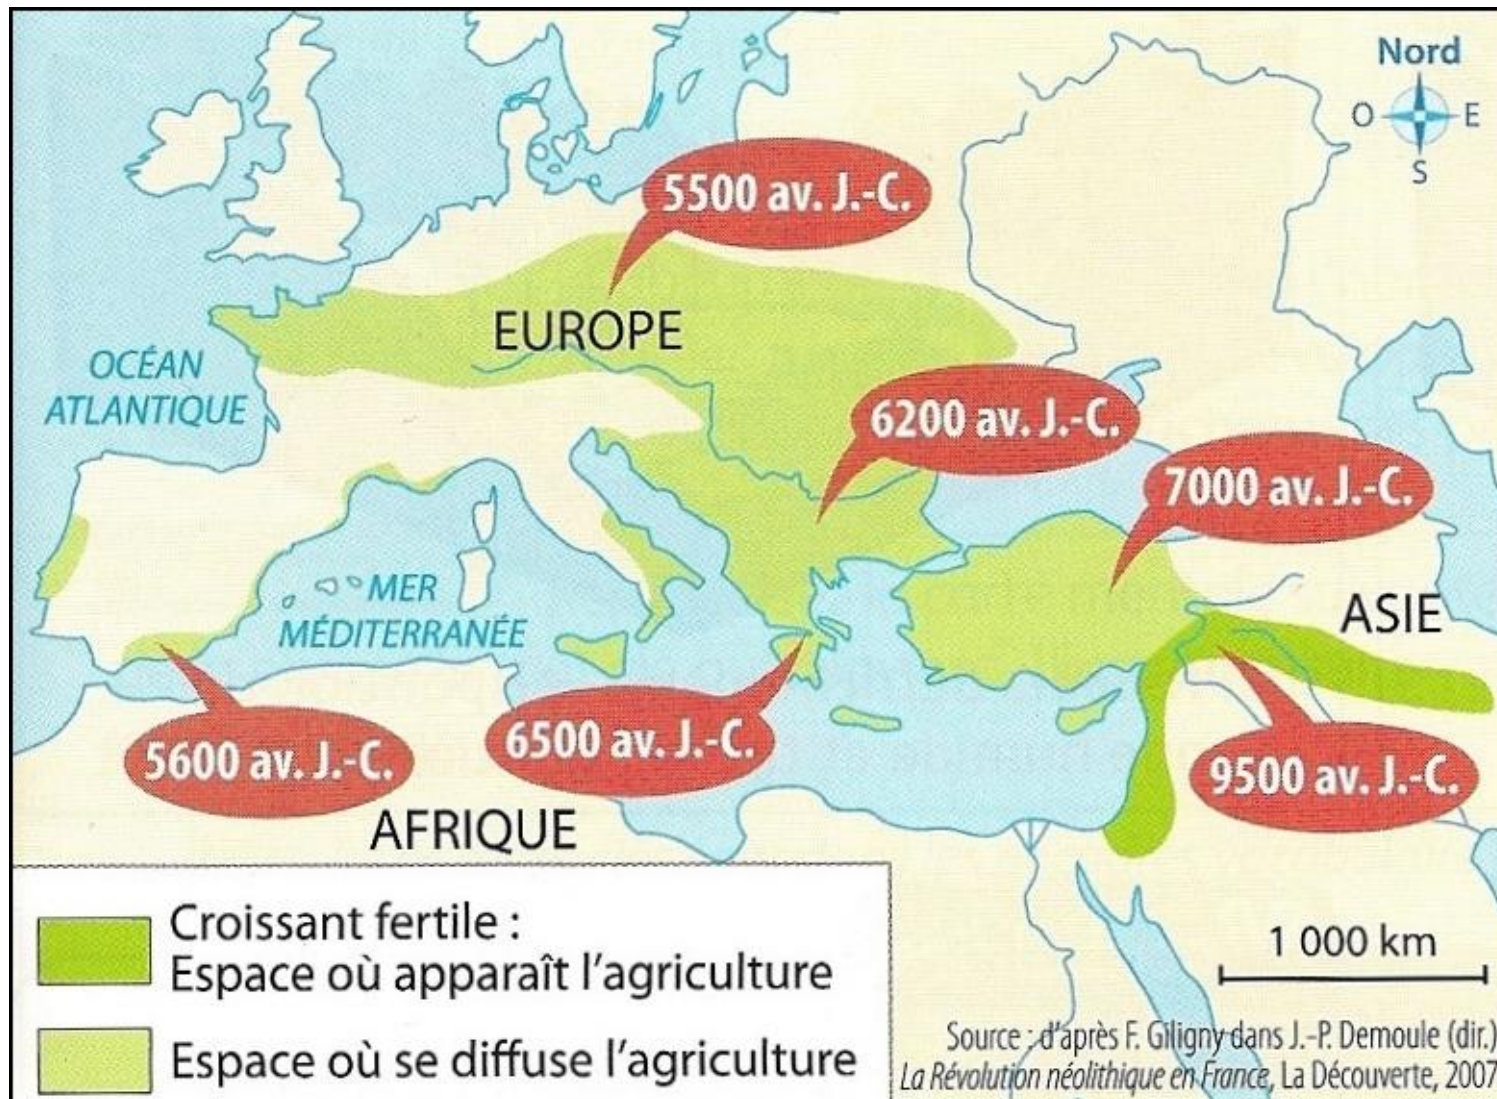 Nord
O
E
S
5500 av. J.-C.
EUROPE
OCÉAN
ATLANTIQUE
6200 av. J.-C.
7000 av. J.-C.
MER
MÉDITERRANÉE
ASIE
5600 av. J.-C.
6500 av. J.-C.
9500 av. J.-C.
AFRIQUE
Croissant fertile :
Espace où apparaît l'agriculture
Espace où se diffuse l'agriculture
1 000 km
Source : d'après F. Giligny dans J.-P. Demoule (dir.)
La Révolution néolithique en France, La Découverte, 2007